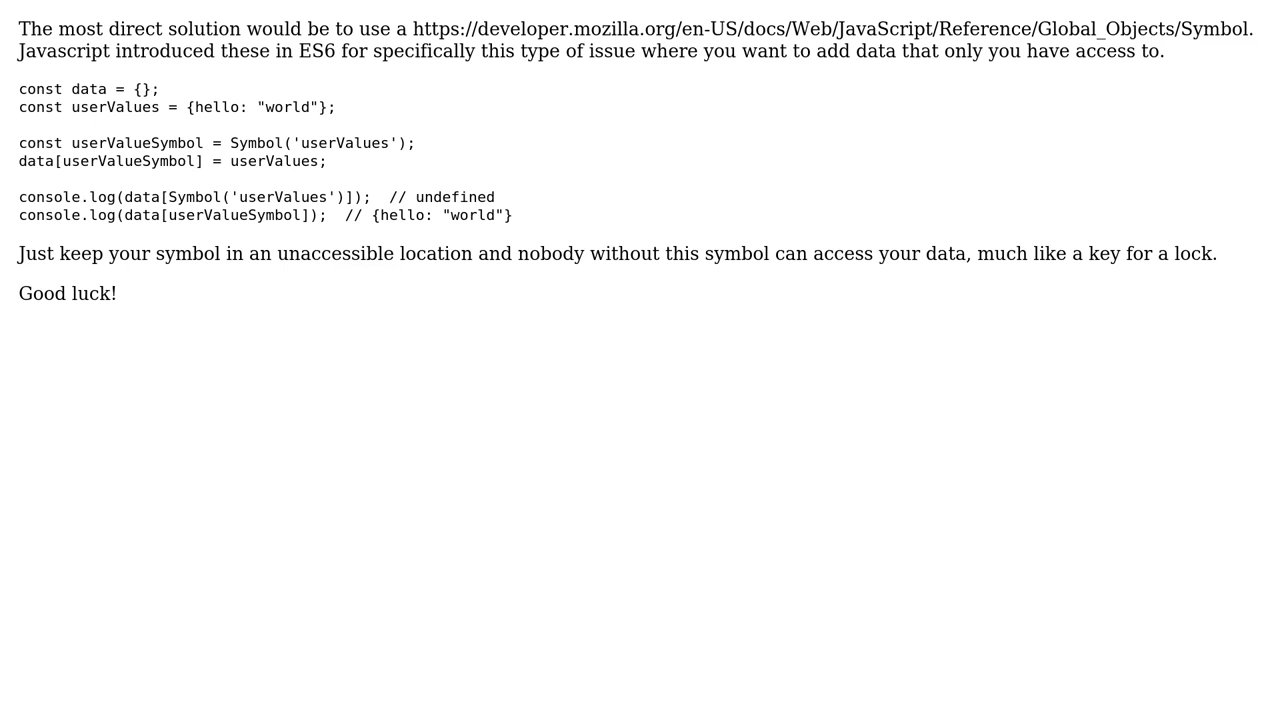 The most direct solution would be to use a https://developer.mozilla.org/en-US/docs/Web/JavaScript/Reference/Global_Objects/Symbol.
Javascript introduced these in ES6 for specifically this type of issue where you want to add data that only you have access to.
const data = {};
const userValues = {hello: "world"};
const userValueSymbol = Symbol('userValues');
data[userValueSymbol] = userValues;
console.log(data[Symbol('userValues')]);  // undefined
console.log(data[userValueSymbol]);  // {hello: "world"}
Just keep your symbol in an unaccessible location and nobody without this symbol can access your data, much like a key for a lock.
Good luck!